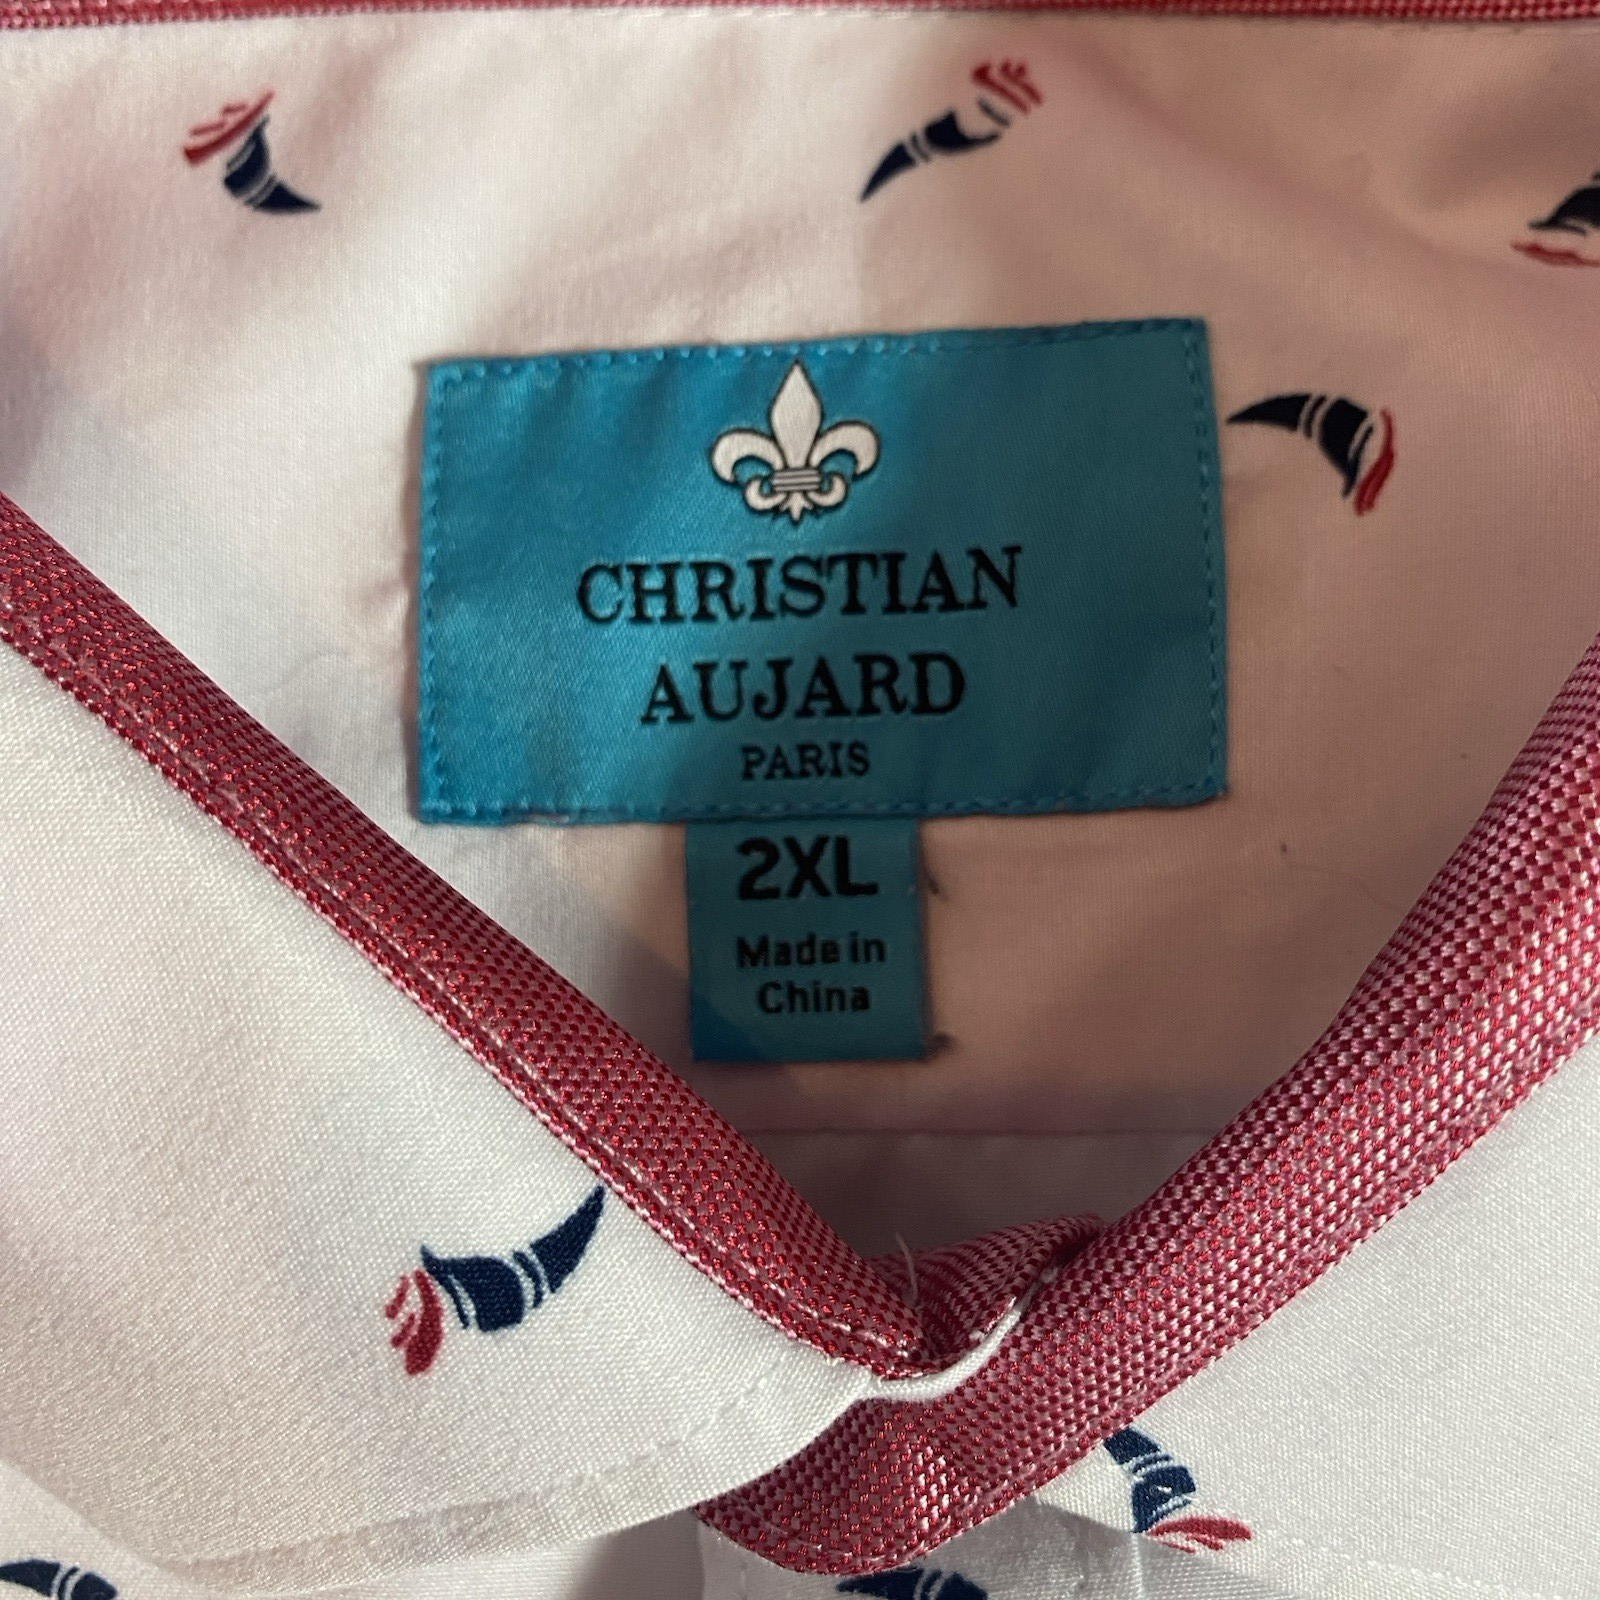 CHRISTIAN
AUJARD
PARIS
2XL
Made in
China